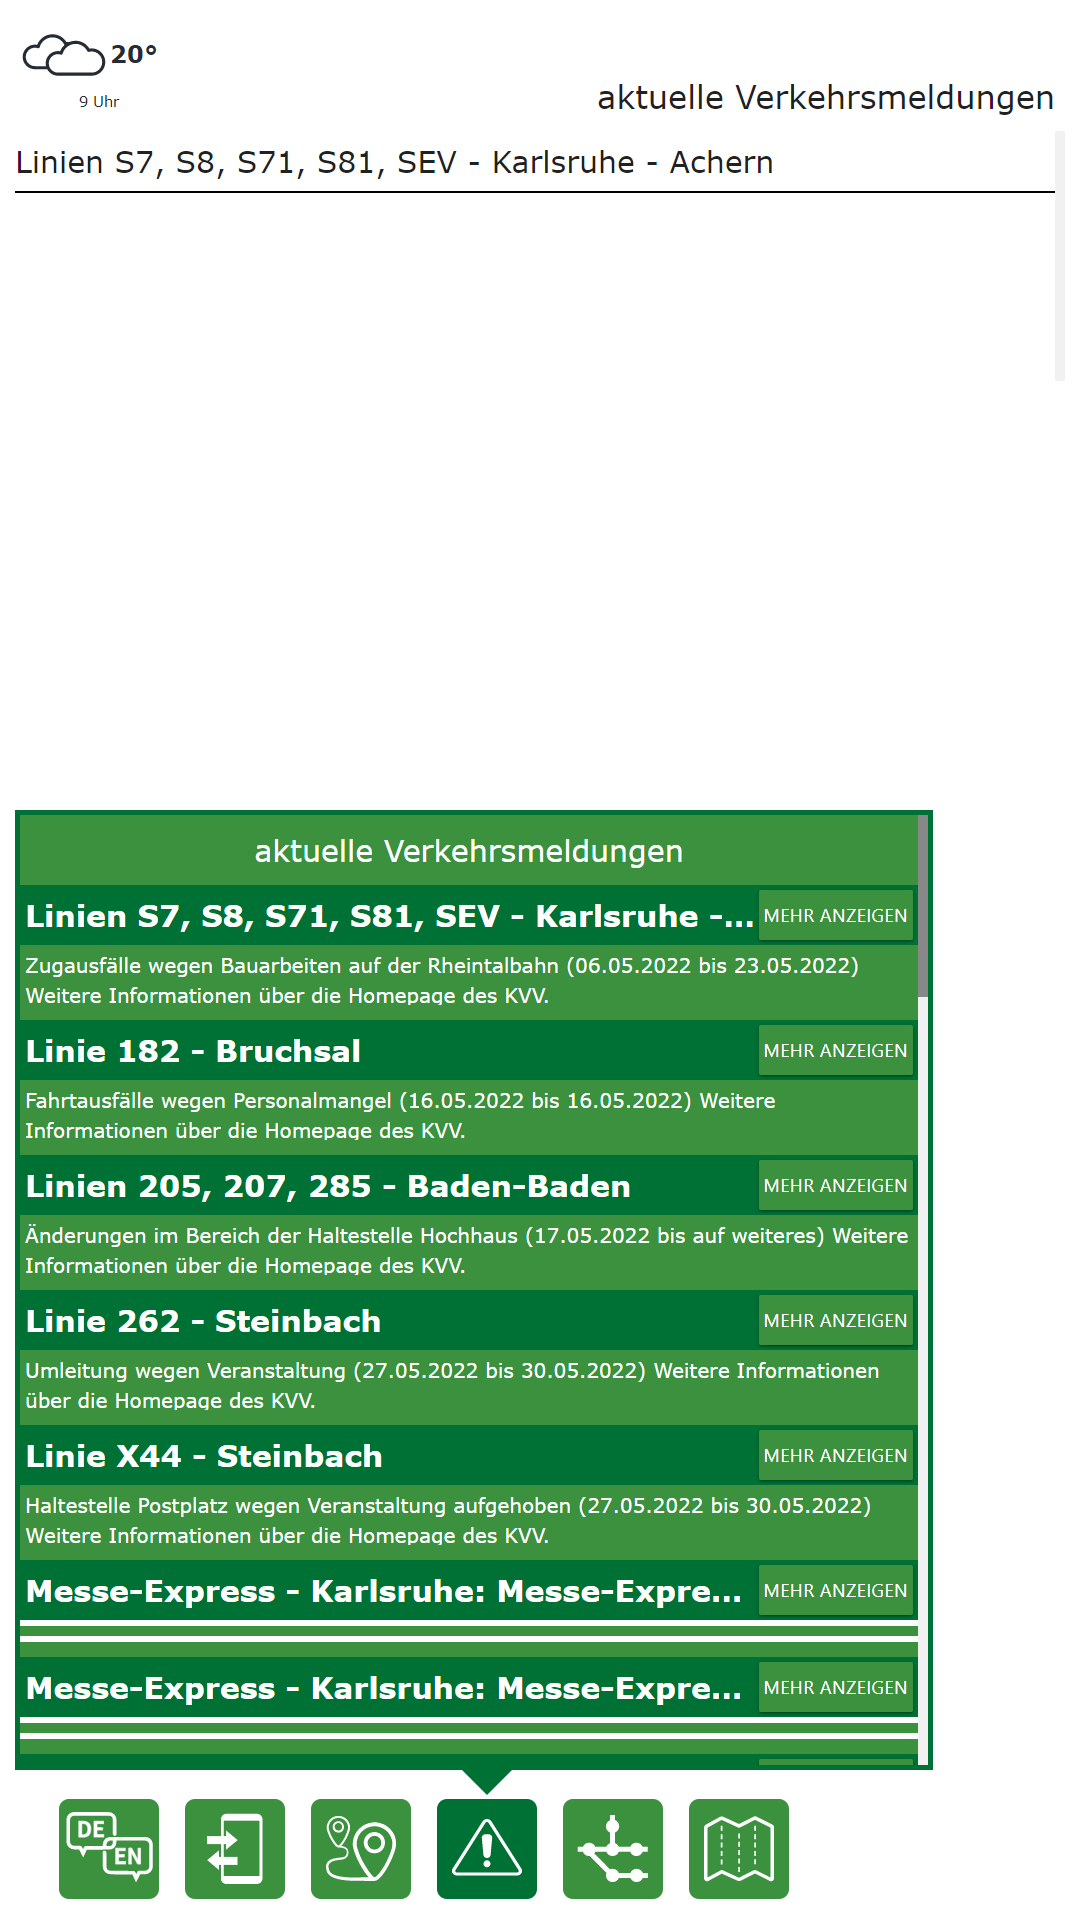 20°
9 Uhr
aktuelle Verkehrsmeldungen
Linien S7, S8, S71, S81, SEV - Karlsruhe - Achern
aktuelle Verkehrsmeldungen
Linien S7, S8, S71, S81, SEV - Karlsruhe -... MEHR ANZEIGEN
Zugausfälle wegen Bauarbeiten auf der Rheintalbahn (06.05.2022 bis 23.05.2022)
Weitere Informationen über die Homepage des KVV.
Linie 182 - Bruchsal MEHR ANZEIGEN
Fahrtausfälle wegen Personalmangel (16.05.2022 bis 16.05.2022) Weitere
Informationen über die Homepage des KVV.
Linien 205, 207, 285 - Baden-Baden MEHR ANZEIGEN
Änderungen im Bereich der Haltestelle Hochhaus (17.05.2022 bis auf weiteres) Weitere
Informationen über die Homepage des KVV.
Linie 262 - Steinbach MEHR ANZEIGEN
Umleitung wegen Veranstaltung (27.05.2022 bis 30.05.2022) Weitere Informationen
über die Homepage des KVV.
Linie X44 - Steinbach MEHR ANZEIGEN
Haltestelle Postplatz wegen Veranstaltung aufgehoben (27.05.2022 bis 30.05.2022)
Weitere Informationen über die Homepage des KVV.
Messe-Express - Karlsruhe: Messe-Expre... MEHR ANZEIGEN
Messe-Express - Karlsruhe: Messe-Expre... MEHR ANZEIGEN
DE
EN